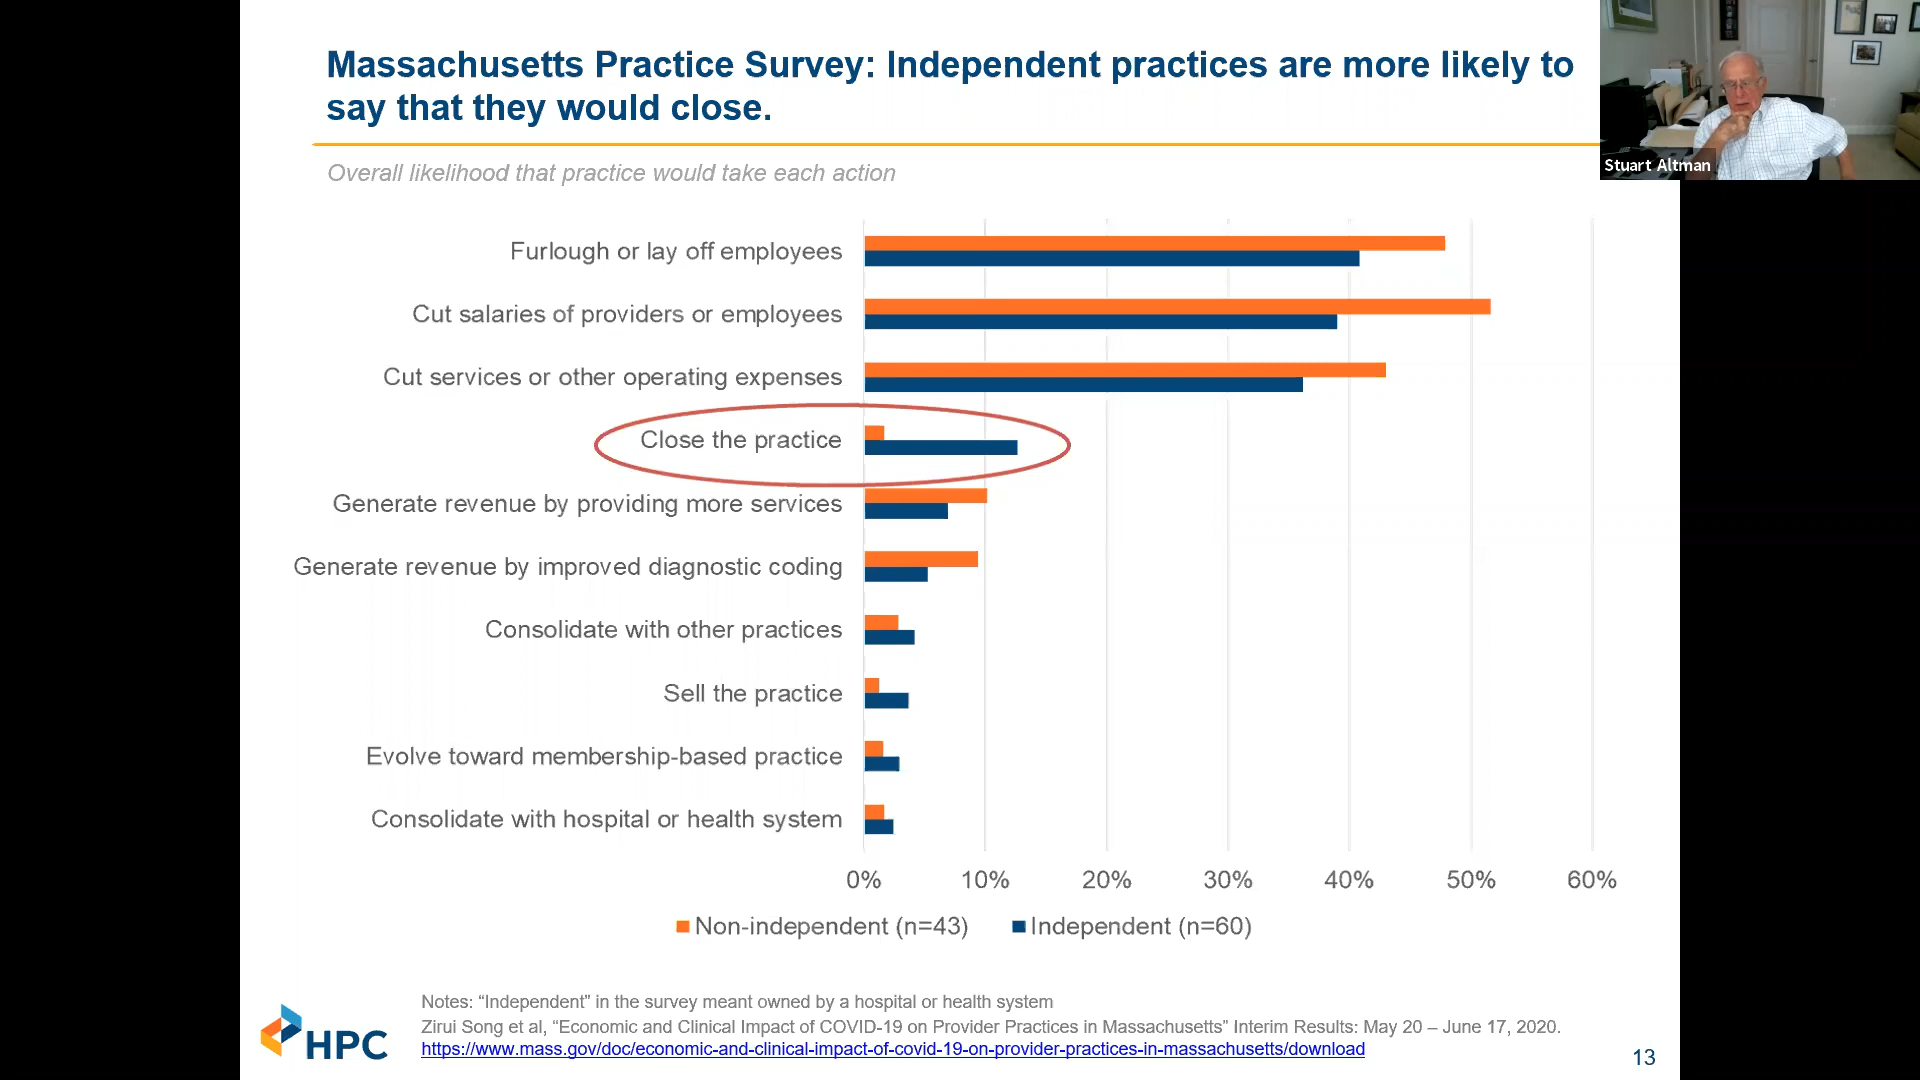 Massachusetts Practice Survey: Independent practices are more likely to
say that they would close.
Stuart Altman
Overall likelihood that practice would take each action
Furlough or lay off employees
Cut salaries of providers or employees
Cut services or other operating expenses
Close the practice
Generate revenue by providing more services
Generate revenue by improved diagnostic coding
Consolidate with other practices
Sell the practice
Evolve toward membership-based practice
Consolidate with hospital or health system
0% 10% 20% 30% 40% 50% 60%
Non-independent (n=43) Independent (n=60)
Notes: “Independent” in the survey meant owned by a hospital or health system
Zirui Song et al, “Economic and Clinical Impact of COVID-19 on Provider Practices in Massachusetts” Interim Results: May 20 – June 17, 2020.
https://www.mass.gov/doc/economic-and-clinical-impact-of-covid-19-on-provider-practices-in-massachusetts/download
HPC
13